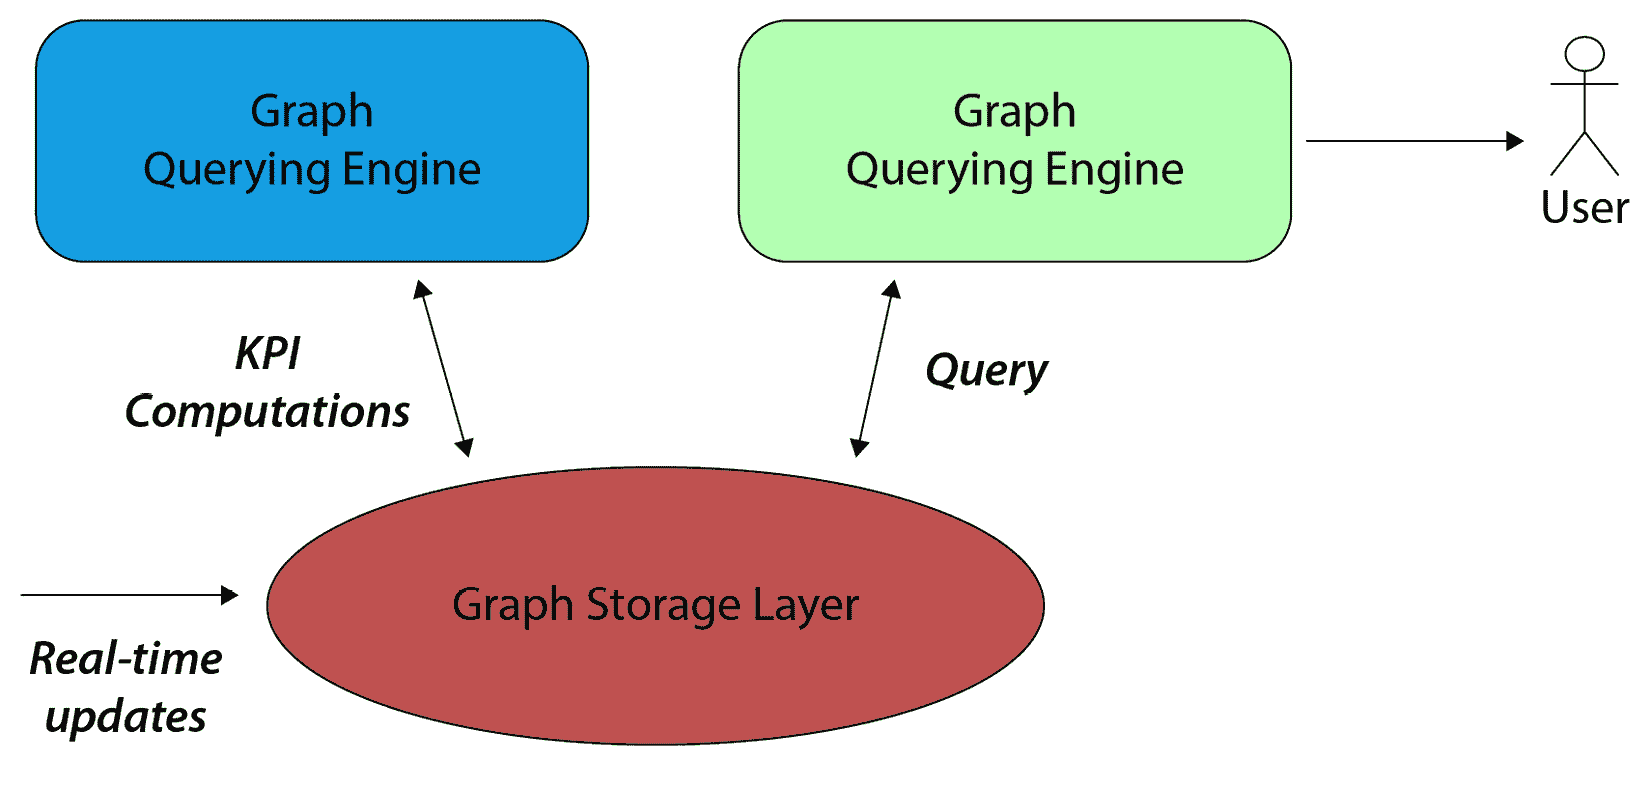 Graph
Querying Engine
Graph
Querying Engine
User
KPI
Computations
Query
Graph Storage Layer
Real-time
updates